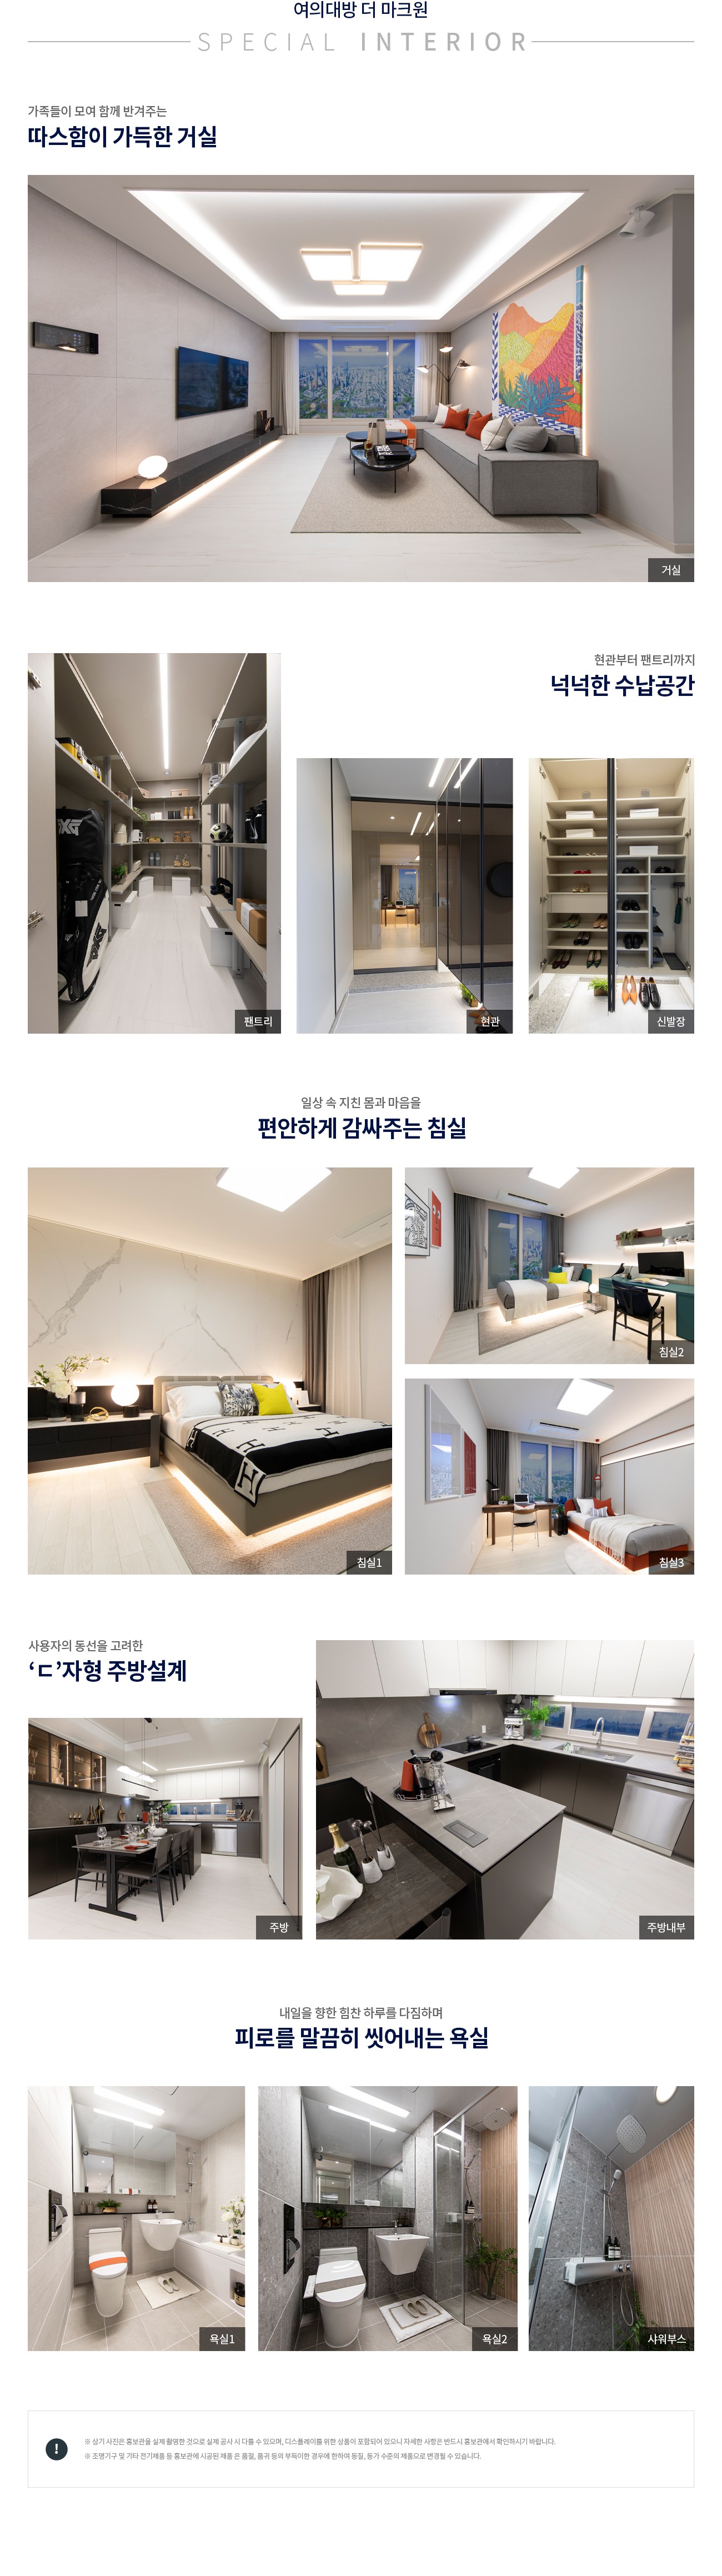 여의대방 더 마크원
SPECIAL INTERIOR
가족들이 모여 함께 반겨주는
따스함이 가득한 거실
거실
현관부터 팬트리까지
넉넉한 수납공간
PXG
팬트리
현관
신발장
일상 속 지친 몸과 마음을
편안하게 감싸주는 침실
H
침실1
침실2
침실3
사용자의 동선을 고려한
‘ㄷ’자형 주방설계
주방
주방내부
내일을 향한 힘찬 하루를 다짐하며
피로를 말끔히 씻어내는 욕실
욕실1
욕실2
샤워부스
!
※ 상기 사진은 홍보관을 실제 촬영한 것으로 실제 공사 시 다를 수 있으며, 디스플레이를 위한 상품이 포함되어 있으니 자세한 사항은 반드시 홍보관에서 확인하시기 바랍니다.
※ 조명기구 및 기타 전기제품 등 홍보관에 시공된 제품 은 품절, 품귀 등의 부득이한 경우에 한하여 동질, 동가 수준의 제품으로 변경될 수 있습니다.